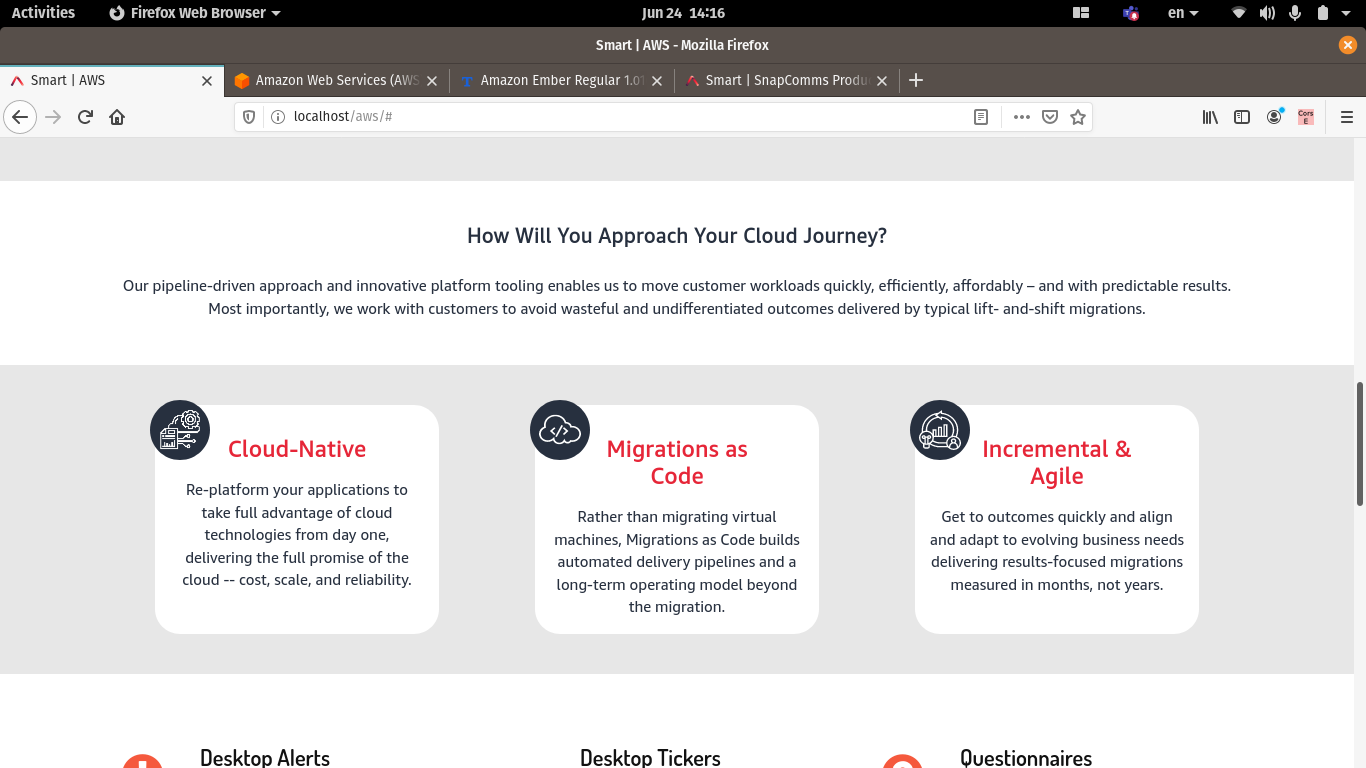 Activities
Firefox Web Browser
Jun 24 14:16
en
Smart | AWS - Mozilla Firefox
Smart | AWS
Amazon Web Services (AWS
Amazon Ember Regular 1.01
Smart | SnapComms Produ
localhost/aws/#
Cors
E
How Will You Approach Your Cloud Journey?
Our pipeline-driven approach and innovative platform tooling enables us to move customer workloads quickly, efficiently, affordably – and with predictable results.
Most importantly, we work with customers to avoid wasteful and undifferentiated outcomes delivered by typical lift- and-shift migrations.
Cloud-Native
Re-platform your applications to
take full advantage of cloud
technologies from day one,
delivering the full promise of the
cloud -- cost, scale, and reliability.
Migrations as
Code
Rather than migrating virtual
machines, Migrations as Code builds
automated delivery pipelines and a
long-term operating model beyond
the migration.
Incremental &
Agile
Get to outcomes quickly and align
and adapt to evolving business needs
delivering results-focused migrations
measured in months, not years.
Desktop Alerts
Desktop Tickers
Questionnaires